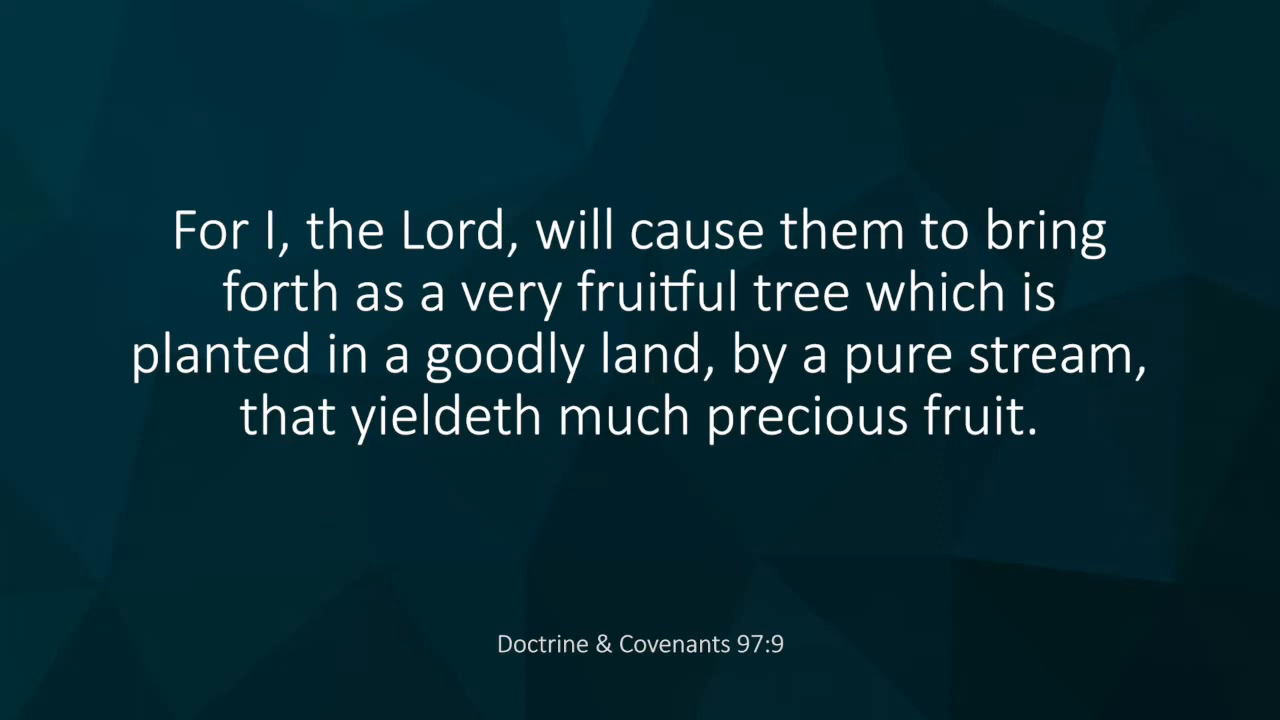 For I, the Lord, will cause them to bring
forth as a very fruitful tree which is
planted in a goodly land, by a pure stream,
that yieldeth much precious fruit.
Doctrine & Covenants 97:9